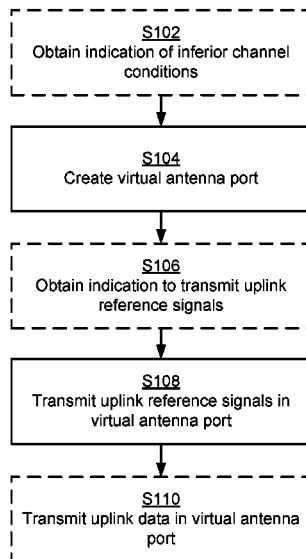 S102
Obtain indication of inferior channel
conditions
S104
Create virtual antenna port
S106
Obtain indication to transmit uplink
reference signals
S108
Transmit uplink reference signals in
virtual antenna port
S110
Transmit uplink data in virtual antenna
port